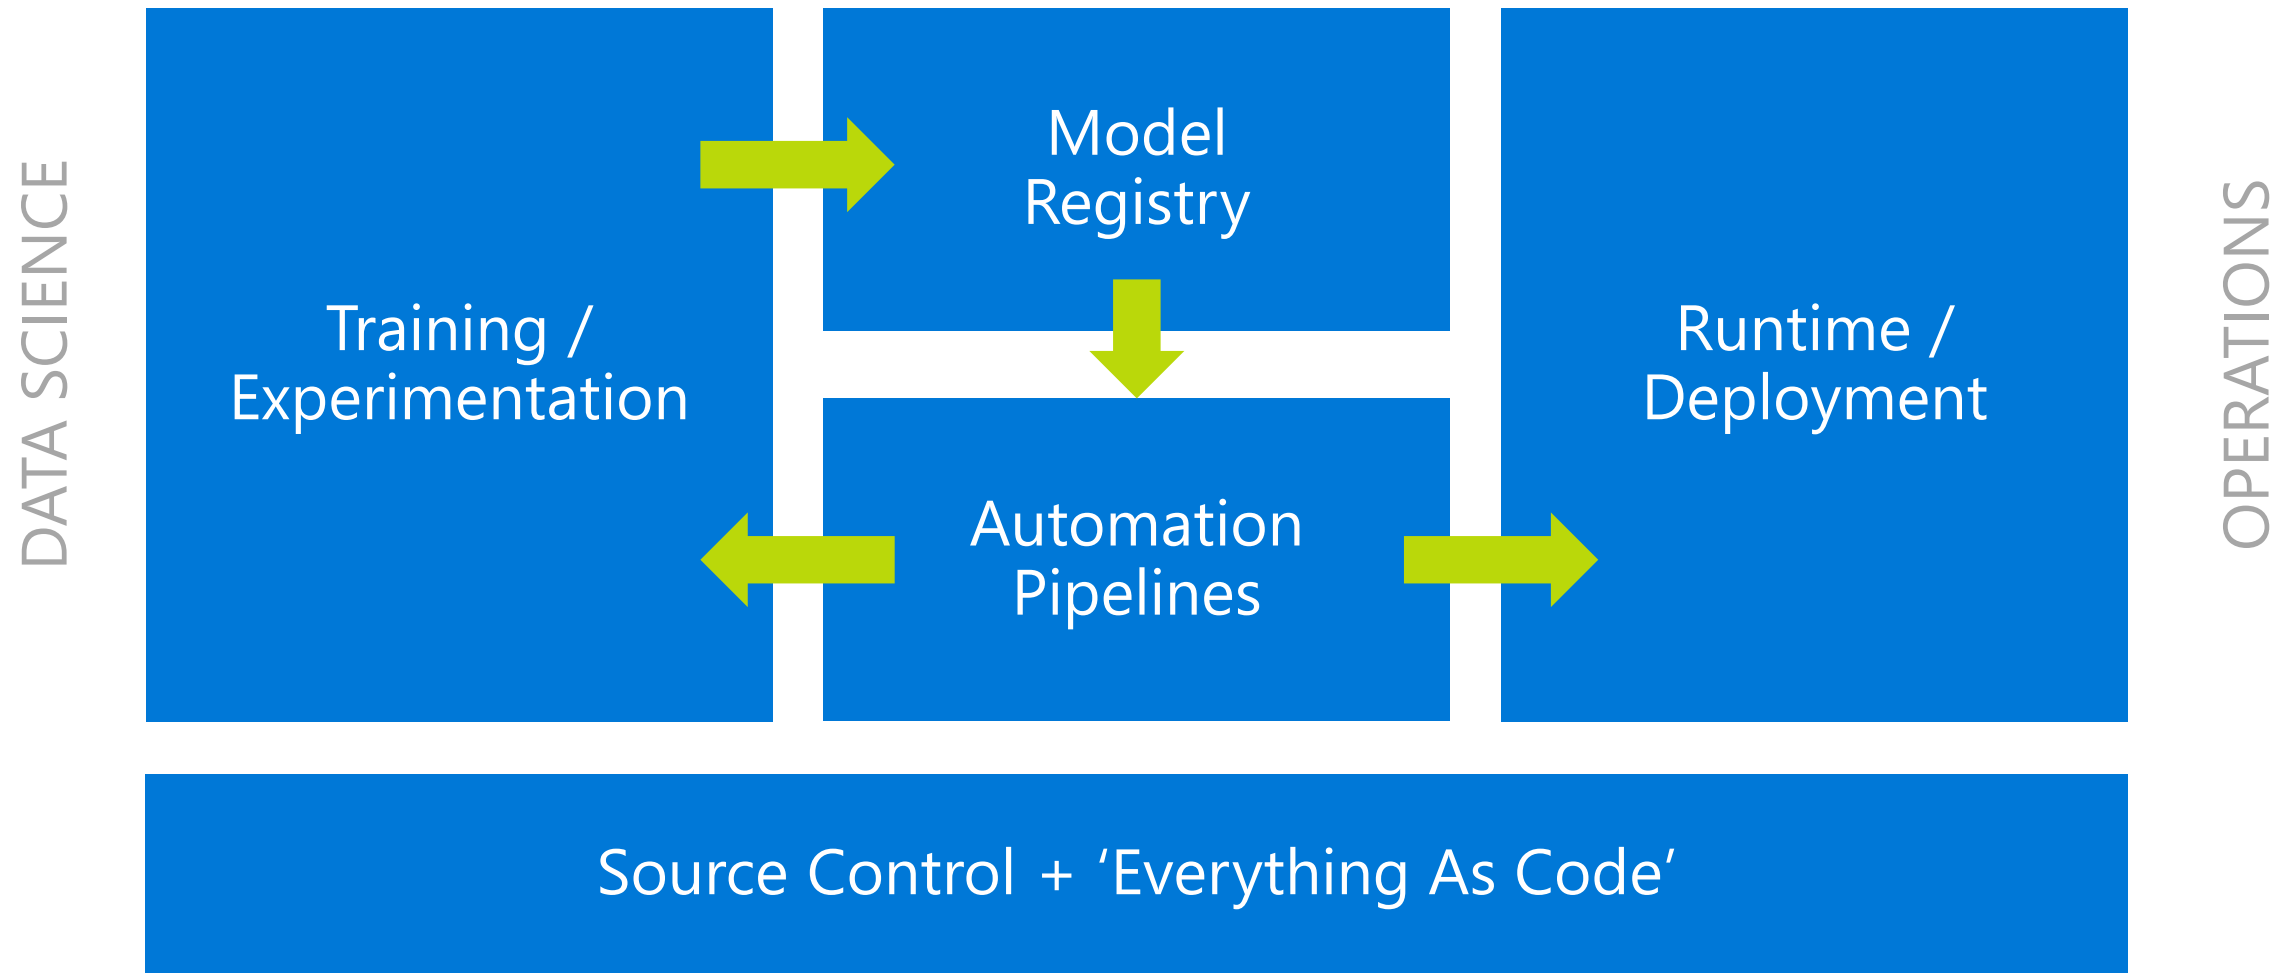 DATA SCIENCE
Training /
Experimentation
Model
Registry
Automation
Pipelines
Runtime /
Deployment
OPERATIONS
Source Control + ‘Everything As Code’